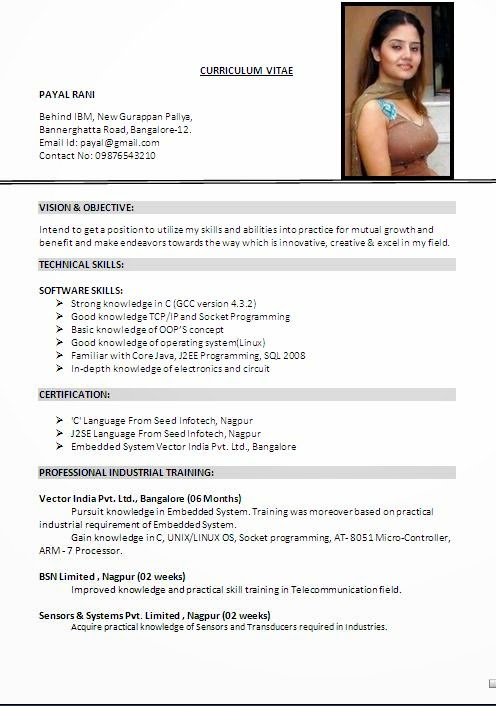 CURRICULUM VITAE
PAYAL RANI
Behind IBM, New Gurappan Pallya,
Bannerghatta Road, Bangalore-12.
Email Id: payal@gmail.com
Contact No: 09876543210
VISION & OBJECTIVE:
Intend to get a position to utilize my skills and abilities into practice for mutual growth and
benefit and make endeavors towards the way which is innovative, creative & excel in my field.
TECHNICAL SKILLS:
SOFTWARE SKILLS:
➢ Strong knowledge in C (GCC version 4.3.2)
➢ Good knowledge TCP/IP and Socket Programming
➢ Basic knowledge of OOP'S concept
➢ Good knowledge of operating system(Linux)
➢ Familiar with Core Java, J2EE Programming, SQL 2008
➢ In-depth knowledge of electronics and circuit
CERTIFICATION:
➢ 'C' Language From Seed Infotech, Nagpur
➢ J2SE Language From Seed Infotech, Nagpur
➢ Embedded System Vector India Pvt. Ltd., Bangalore
PROFESSIONAL INDUSTRIAL TRAINING:
Vector India Pvt. Ltd., Bangalore (06 Months)
Pursuit knowledge in Embedded System. Training was moreover based on practical
industrial requirement of Embedded System.
Gain knowledge in C, UNIX/LINUX OS, Socket programming, AT- 8051 Micro-Controller,
ARM - 7 Processor.
BSN Limited , Nagpur (02 weeks)
Improved knowledge and practical skill training in Telecommunication field.
Sensors & Systems Pvt. Limited , Nagpur (02 weeks)
Acquire practical knowledge of Sensors and Transducers required in Industries.